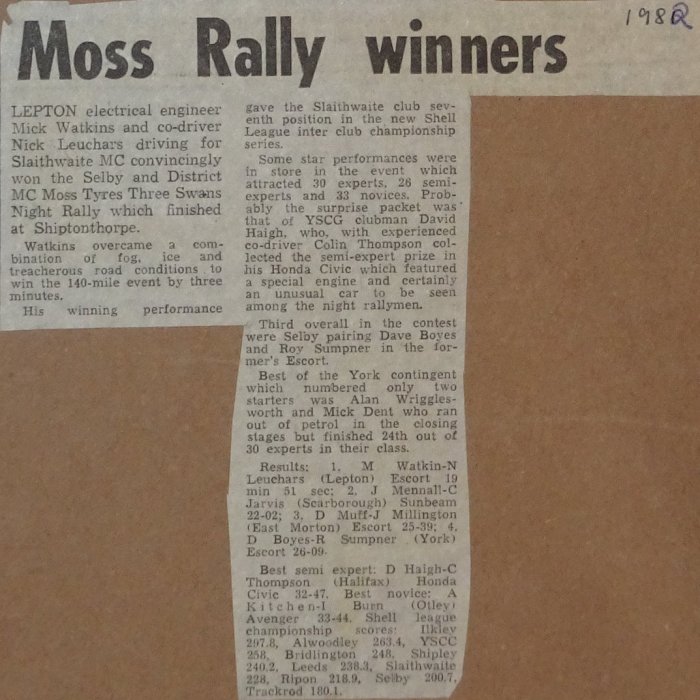 1982
Moss Rally winners
LEPTON electrical engineer
Mick Watkins and co-driver
Nick Leuchars driving for
Slaithwaite MC convincingly
won the Selby and District
MC Moss Tyres Three Swans
Night Rally which finished
at Shiptonthorpe.
Watkins overcame a com-
bination of fog, ice and
treacherous road conditions to
win the 140-mile event by three
minutes.
His winning performance
gave the Slaithwaite club sev-
enth position in the new Shell
League inter club championship
series.
Some star performances were
in store in the event which
attracted 30 experts, 26 semi-
experts and 33 novices. Prob-
ably the surprise packet was
that of YSCG clubman David
Haigh, who, with experienced
co-driver Colin Thompson col-
lected the semi-expert prize in
his Honda Civic which featured
a special engine and certainly
an unusual car to be seen
among the night rallymen.
Third overall in the contest
were Selby pairing Dave Boyes
and Roy Sumpner in the for-
mer's Escort.
Best of the York contingent
which numbered only two
starters was Alan Wriggles-
worth and Mick Dent who ran
out of petrol in the closing
stages but finished 24th out of
30 experts in their class.
Results: 1, M Watkin-N
Leuchars (Lepton) Escort 19
min 51 sec; 2, J Mennall-C
Jarvis (Scarborough) Sunbeam
22-02; 3, D Muff-J Millington
(East Morton) Escort 25-39; 4,
D Boyes-R Sumpner (York)
Escort 26-09.
Best semi expert: D Haigh-C
Thompson (Halifax) Honda
Civic 32-47. Best novice: A
Kitchen-I Burn (Otley)
Avenger 33-44. Shell league
championship scores: Ilkley
297.8, Alwoodley 263.4, YSCC
258, Bridlington 248, Shipley
240.2, Leeds 238.3, Slaithwaite
228, Ripon 218.9, Selby 200.7,
Trackrod 180.1.